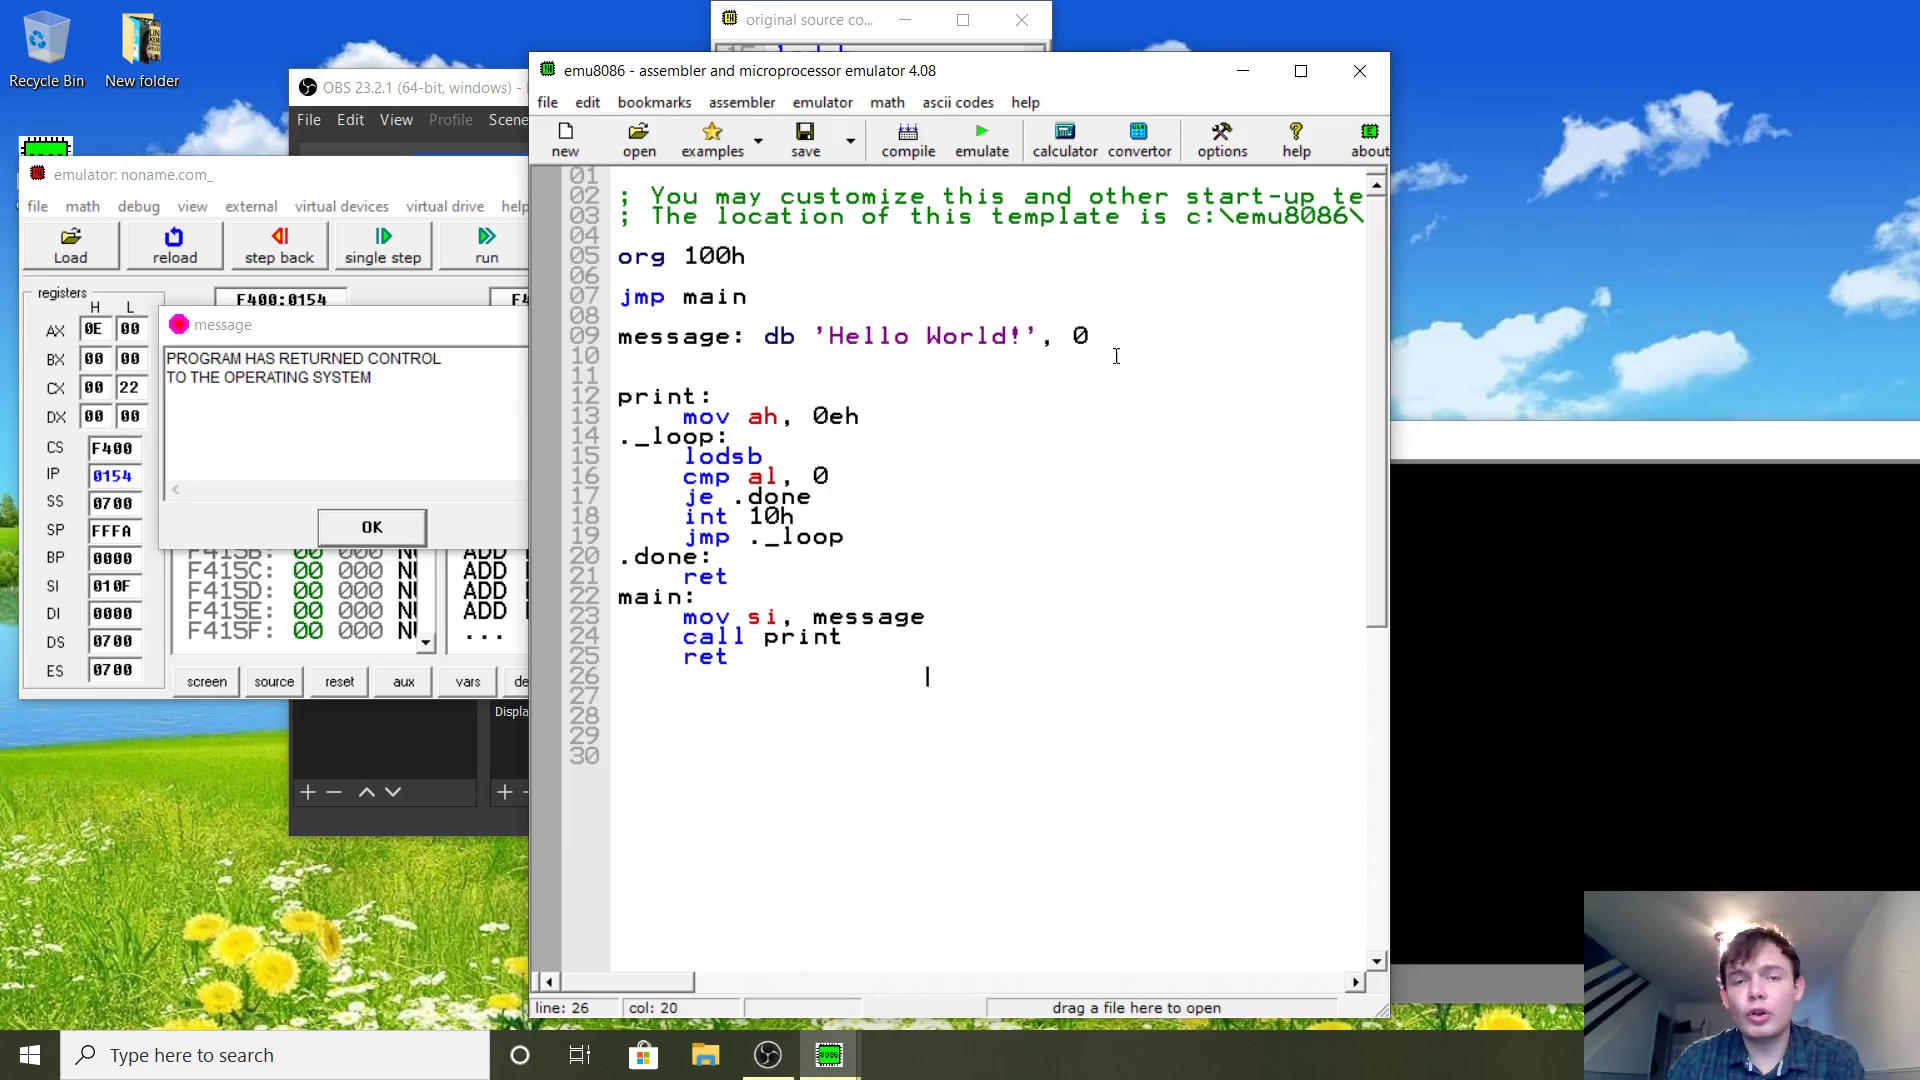 original source co...
Recycle Bin
New folder
OBS 23.2.1 (64-bit, windows) -
File Edit View Profile Scene
emu8086 - assembler and microprocessor emulator 4.08
file edit bookmarks assembler emulator math ascii codes help
new open examples save compile emulate calculator convertor options help about
emulator: noname.com_
file math debug view external virtual devices virtual drive help
Load reload step back single step run
registers
H L
F400:0154
AX 0E 00
BX 00 00
CX 00 22
DX 00 00
CS F400
IP 0154
SS 0700
SP FFFA
BP 0000
SI 010F
DI 0000
DS 0700
ES 0700
message
PROGRAM HAS RETURNED CONTROL
TO THE OPERATING SYSTEM
OK
F415B: 00 000 ADD
F415C: 00 000 ADD
F415D: 00 000 ADD
F415E: 00 000 ADD
F415F: 00 000 ...
screen source reset aux vars de
Displa
01
02 ; You may customize this and other start-up te
03 ; The location of this template is c:\emu8086\
04
05 org 100h
06
07 jmp main
08
09 message: db 'Hello World!', 0
10
11
12 print:
13 mov ah, 0eh
14 ._loop:
15 lodsb
16 cmp al, 0
17 je .done
18 int 10h
19 jmp ._loop
20 .done:
21 ret
22 main:
23 mov si, message
24 call print
25 ret
26
27
28
29
30
line: 26 col: 20 drag a file here to open
Type here to search
8086